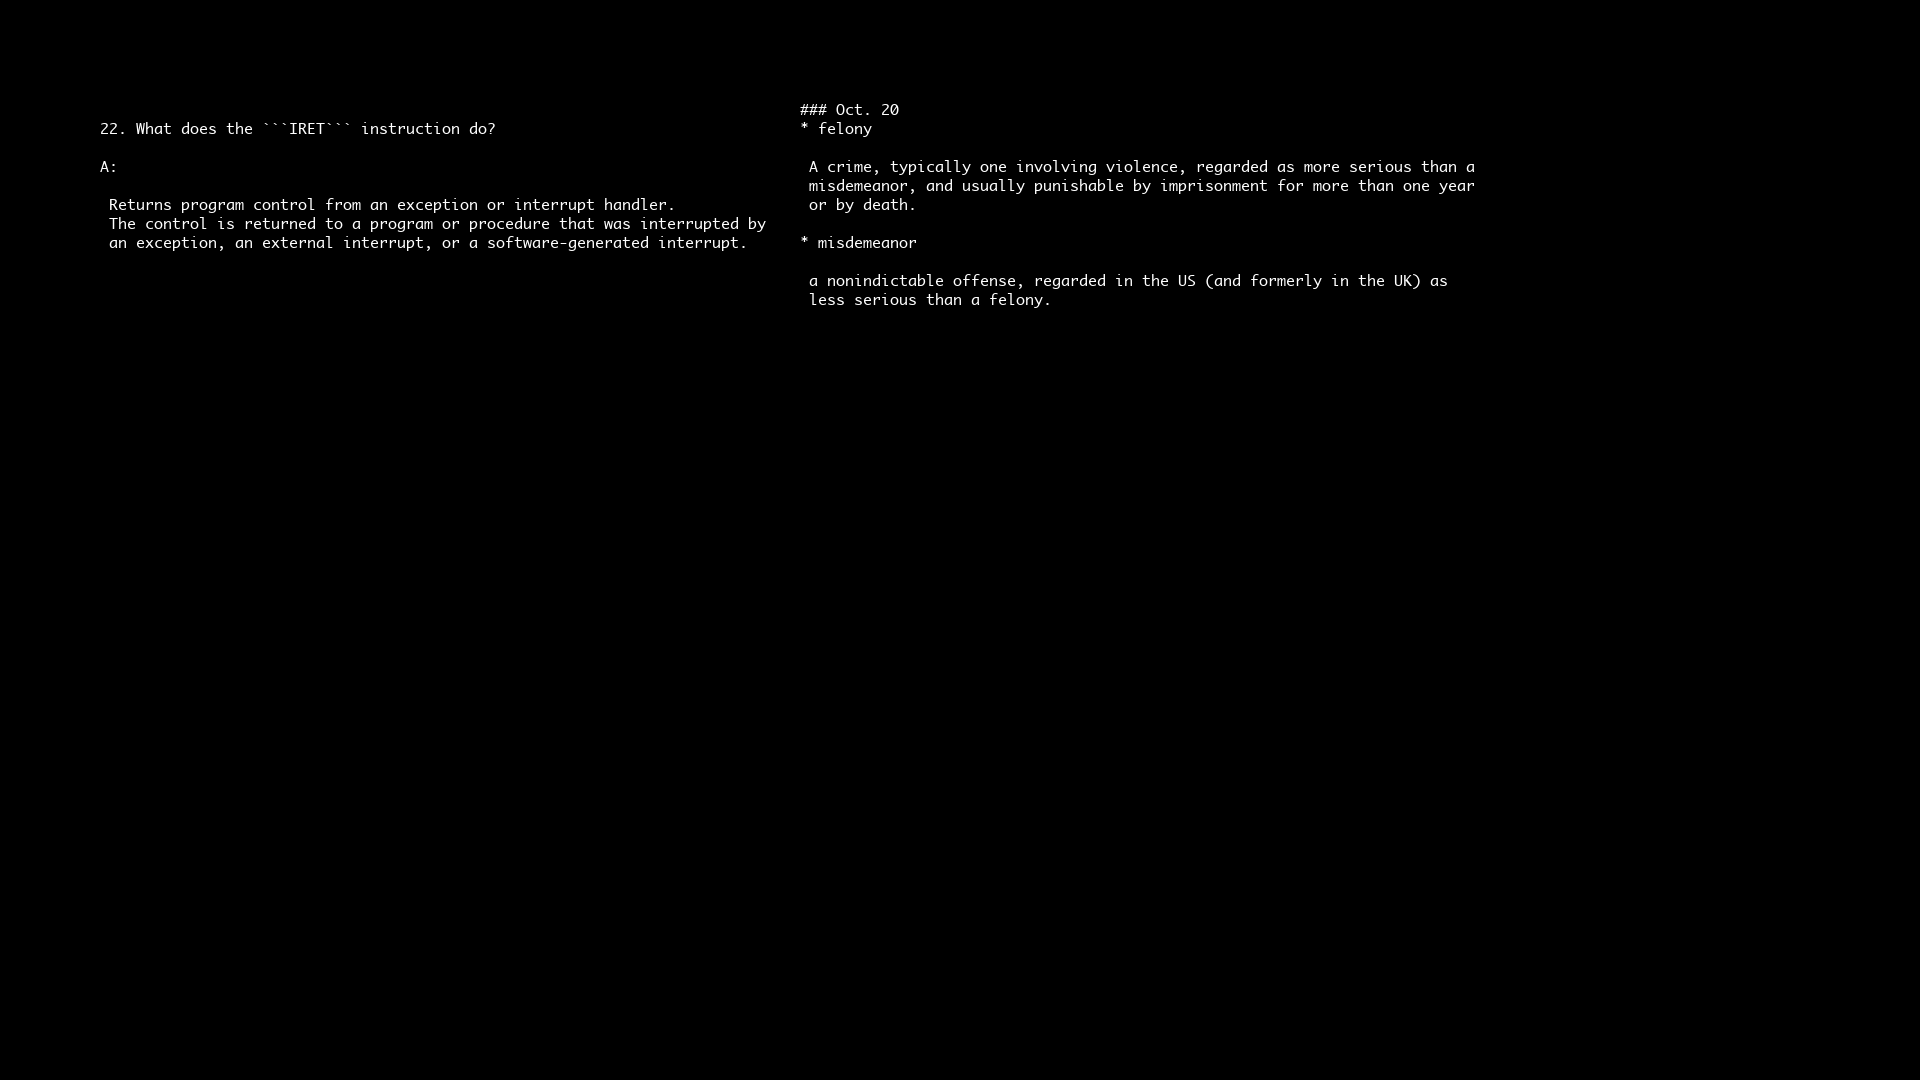 22. What does the ```IRET``` instruction do?
A:
Returns program control from an exception or interrupt handler.
The control is returned to a program or procedure that was interrupted by
an exception, an external interrupt, or a software-generated interrupt.
### Oct. 20
* felony
A crime, typically one involving violence, regarded as more serious than a
misdemeanor, and usually punishable by imprisonment for more than one year
or by death.
* misdemeanor
a nonindictable offense, regarded in the US (and formerly in the UK) as
less serious than a felony.